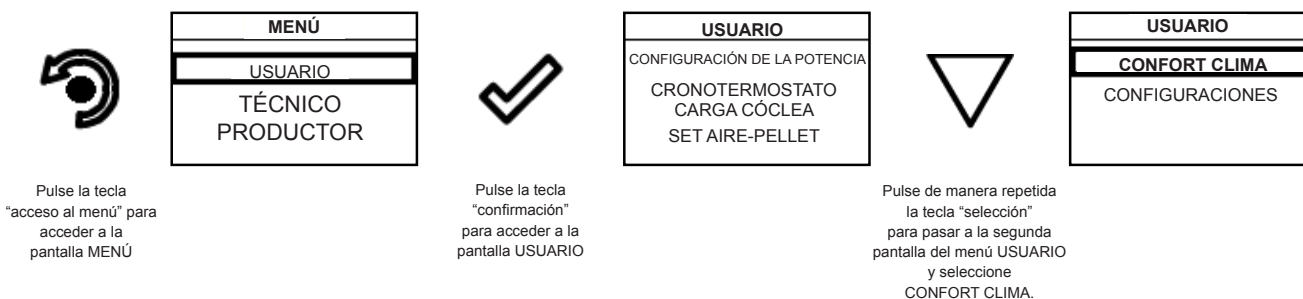 MENÚ
USUARIO
TÉCNICO
PRODUCTOR
Pulse la tecla
“acceso al menú” para
acceder a la
pantalla MENÚ
Pulse la tecla
“confirmación”
para acceder a la
pantalla USUARIO
USUARIO
CONFIGURACIÓN DE LA POTENCIA
CRONOTERMOSTATO
CARGA CÓCLEA
SET AIRE-PELLET
Pulse de manera repetida
la tecla “selección”
para pasar a la segunda
pantalla del menú USUARIO
y seleccione
CONFORT CLIMA.
USUARIO
CONFORT CLIMA
CONFIGURACIONES